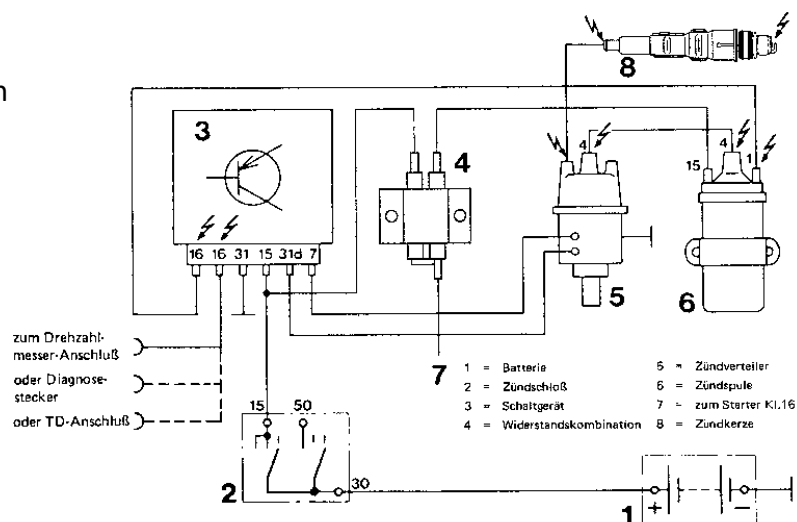 n
8
3
4
4
4
15
1
16 16 31 15 31d 7
5
6
zum Drehzahl-
messer-Anschluß
oder Diagnose-
stecker
oder TD-Anschluß
7
1 = Batterie
2 = Zündschloß
3 = Schaltgerät
4 = Widerstandskombination
5 = Zündverteiler
6 = Zündspule
7 = zum Starter Kl.16
8 = Zündkerze
15 50
30
2
1
+ −